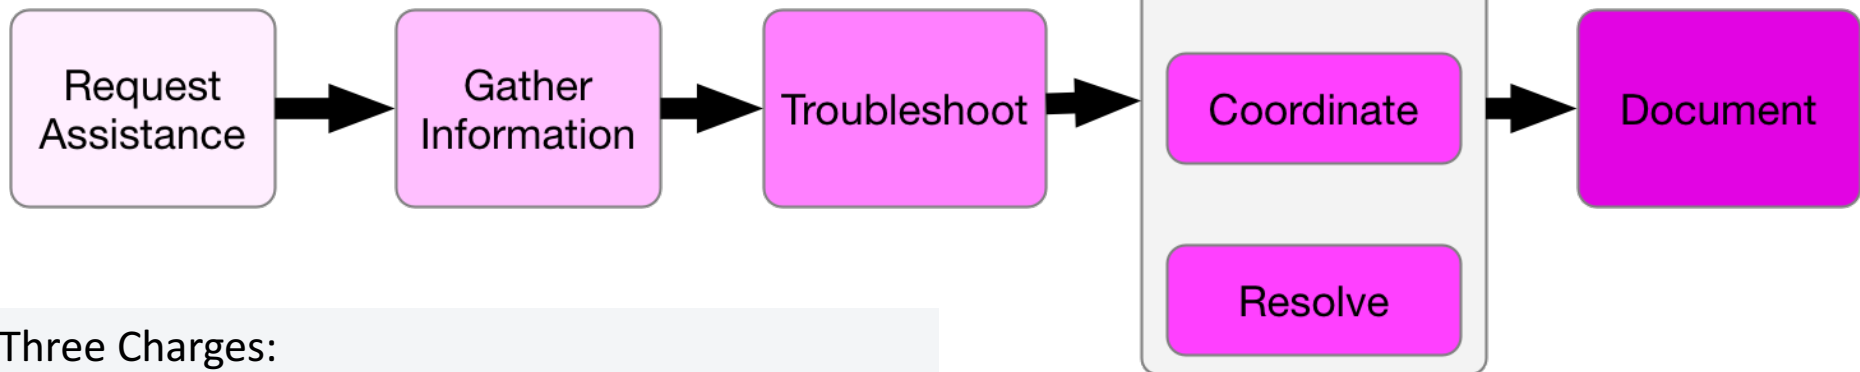 Request
Assistance
Gather
Information
Troubleshoot
Coordinate
Resolve
Document
Three Charges: